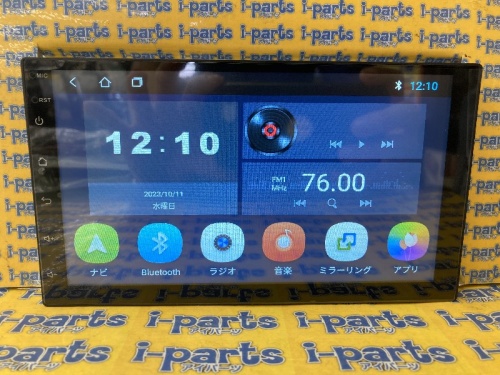 i-parts
i-parts
i-parts
MIC
RST
12:10
12:10
2022/10/11
水曜日
FM1
MHz
76.00
ナビ
Bluetooth
ラジオ
音楽
ミラーリング
アプリ
i-parts
i-parts
i-parts
アイパーツ
i-parts
アイパーツ
i-parts
アイパーツ